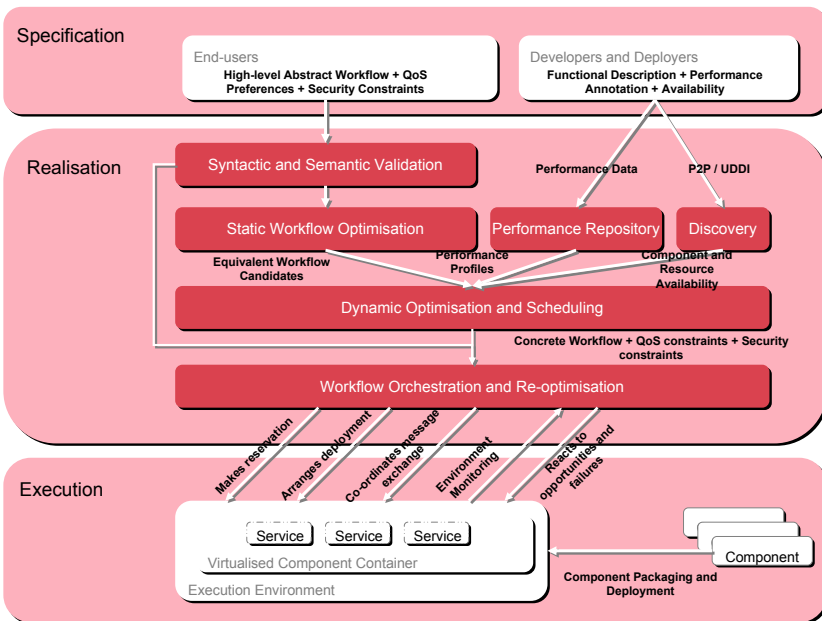 Specification
End-users
High-level Abstract Workflow + QoS
Preferences + Security Constraints
Developers and Deployers
Functional Description + Performance
Annotation + Availability
Realisation
Syntactic and Semantic Validation
Performance Data
P2P / UDDI
Static Workflow Optimisation
Performance Repository
Discovery
Equivalent Workflow
Candidates
Performance
Profiles
Component and
Resource
Availability
Dynamic Optimisation and Scheduling
Concrete Workflow + QoS constraints + Security
constraints
Workflow Orchestration and Re-optimisation
Makes reservation
Arranges deployment
Co-ordinates message
exchange
Environment
Monitoring
Reacts to
opportunities and
failures
Execution
Service
Service
Service
Virtualised Component Container
Execution Environment
Component
Component Packaging and
Deployment